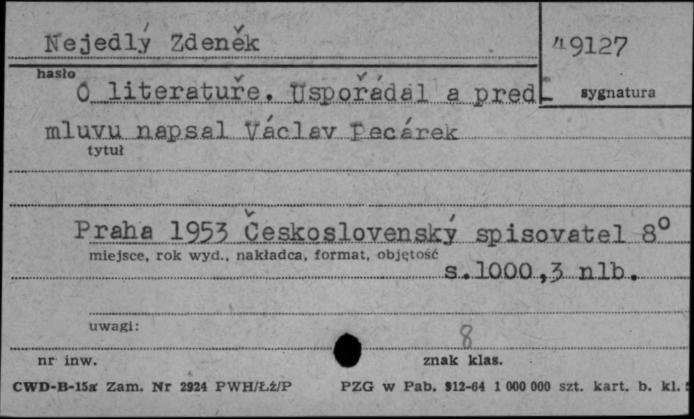 Nejedlý Zdeněk
49127
hasło
O literatuře. Uspořádal a před-
sygnatura
mluvu napsal Václav Pecárek
tytuł
Praha 1953 Československý spisovatel 8°
miejsce, rok wyd., nakładca, format, objętość
s.1000,3 nlb.
uwagi:
8
nr inw.
znak klas.
CWD-B-15a Zam. Nr 2924 PWH/Łż/P
PZG w Pab. 912-64 1 000 000 szt. kart. b. kl.